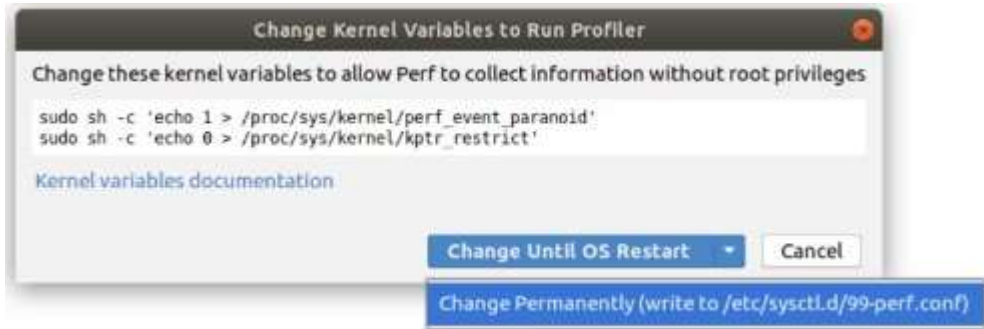 Change Kernel Variables to Run Profiler
Change these kernel variables to allow Perf to collect information without root privileges
sudo sh -c 'echo 1 > /proc/sys/kernel/perf_event_paranoid'
sudo sh -c 'echo 0 > /proc/sys/kernel/kptr_restrict'
Kernel variables documentation
Change Until OS Restart
Cancel
Change Permanently (write to /etc/sysctl.d/99-perf.conf)